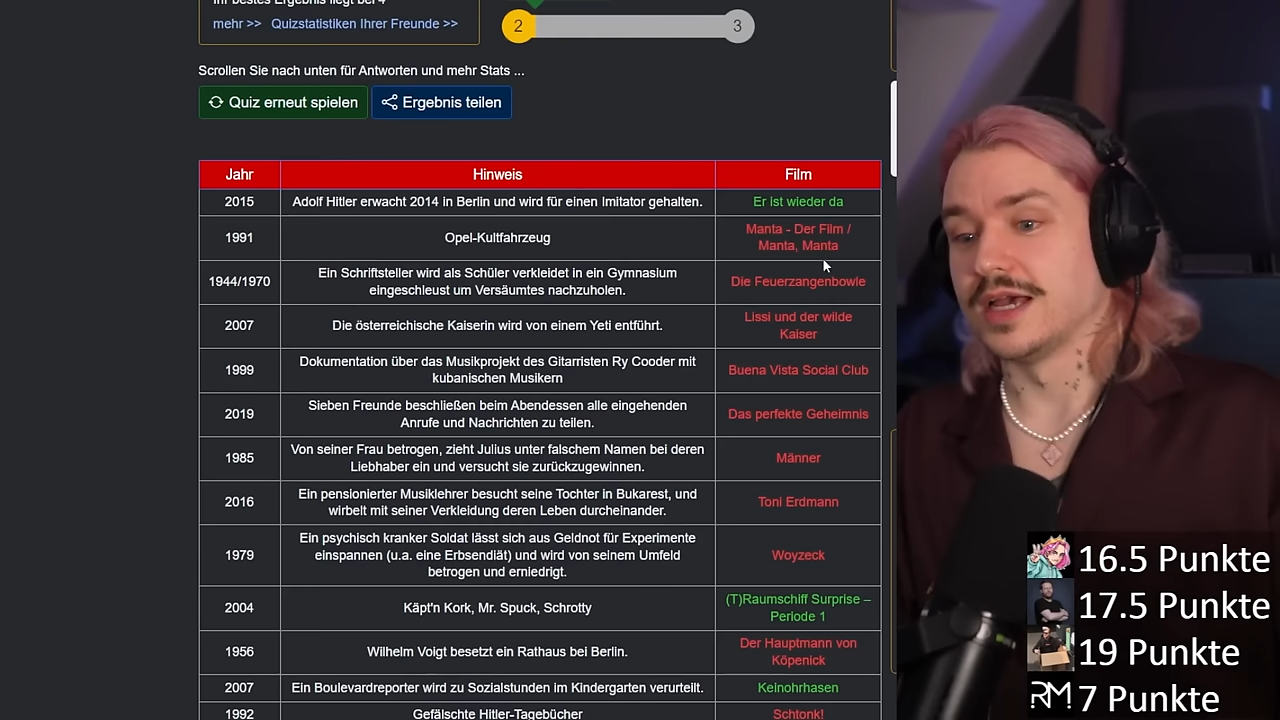 Ihr bestes Ergebnis liegt bei 4
mehr >> Quizstatistiken Ihrer Freunde >>
2 3
Scrollen Sie nach unten für Antworten und mehr Stats ...
Quiz erneut spielen Ergebnis teilen
Jahr Hinweis Film
2015 Adolf Hitler erwacht 2014 in Berlin und wird für einen Imitator gehalten. Er ist wieder da
1991 Opel-Kultfahrzeug Manta - Der Film /
Manta, Manta
1944/1970 Ein Schriftsteller wird als Schüler verkleidet in ein Gymnasium
eingeschleust um Versäumtes nachzuholen. Die Feuerzangenbowle
2007 Die österreichische Kaiserin wird von einem Yeti entführt. Lissi und der wilde
Kaiser
1999 Dokumentation über das Musikprojekt des Gitarristen Ry Cooder mit
kubanischen Musikern Buena Vista Social Club
2019 Sieben Freunde beschließen beim Abendessen alle eingehenden
Anrufe und Nachrichten zu teilen. Das perfekte Geheimnis
1985 Von seiner Frau betrogen, zieht Julius unter falschem Namen bei deren
Liebhaber ein und versucht sie zurückzugewinnen. Männer
2016 Ein pensionierter Musiklehrer besucht seine Tochter in Bukarest, und
wirbelt mit seiner Verkleidung deren Leben durcheinander. Toni Erdmann
1979 Ein psychisch kranker Soldat lässt sich aus Geldnot für Experimente
einspannen (u.a. eine Erbsendiät) und wird von seinem Umfeld
betrogen und erniedrigt. Woyzeck
2004 Käpt'n Kork, Mr. Spuck, Schrotty (T)Raumschiff Surprise –
Periode 1
1956 Wilhelm Voigt besetzt ein Rathaus bei Berlin. Der Hauptmann von
Köpenick
2007 Ein Boulevardreporter wird zu Sozialstunden im Kindergarten verurteilt. Keinohrhasen
1992 Gefälschte Hitler-Tagebücher Schtonk!
16.5 Punkte
17.5 Punkte
19 Punkte
RM 7 Punkte